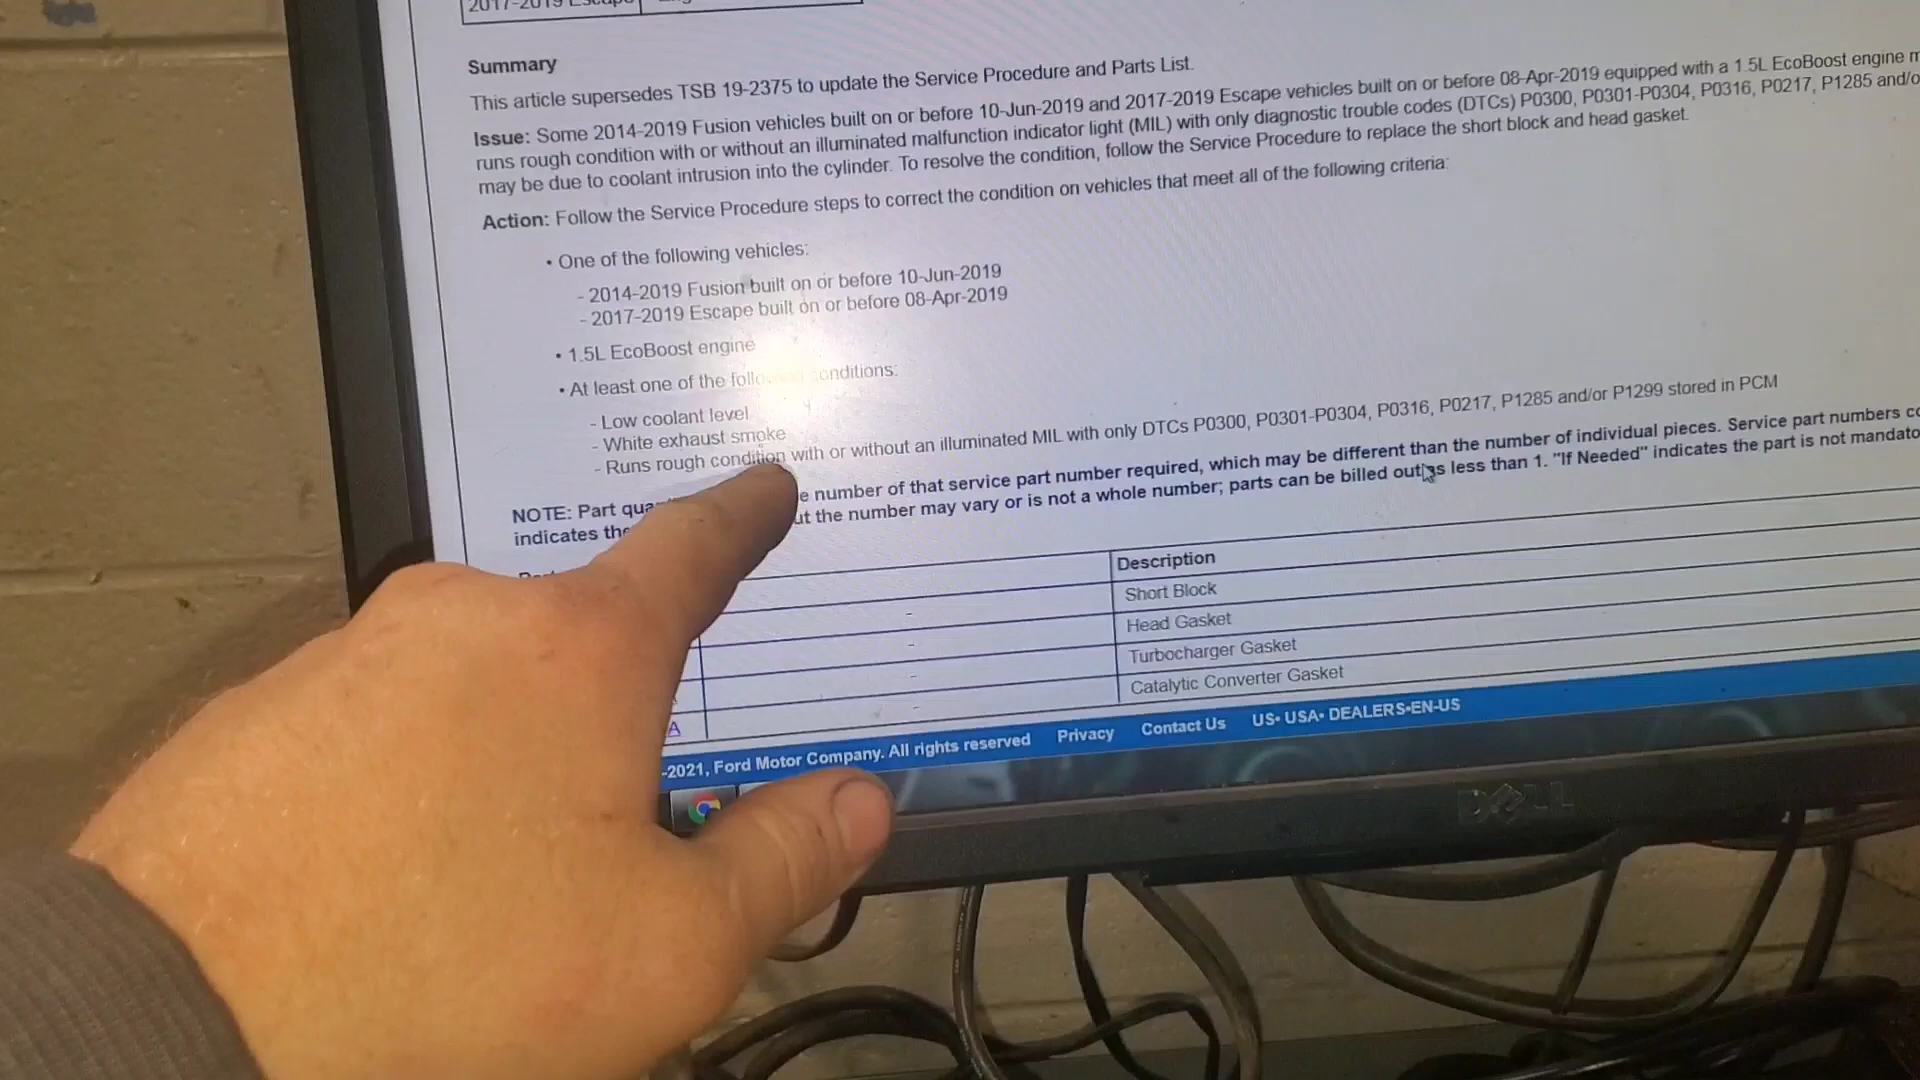 2017-2019 Escape
Summary
This article supersedes TSB 19-2375 to update the Service Procedure and Parts List.
Issue: Some 2014-2019 Fusion vehicles built on or before 10-Jun-2019 and 2017-2019 Escape vehicles built on or before 08-Apr-2019 equipped with a 1.5L EcoBoost engine
runs rough condition with or without an illuminated malfunction indicator light (MIL) with only diagnostic trouble codes (DTCs) P0300, P0301-P0304, P0316, P0217, P1285 and/o
may be due to coolant intrusion into the cylinder. To resolve the condition, follow the Service Procedure to replace the short block and head gasket.
Action: Follow the Service Procedure steps to correct the condition on vehicles that meet all of the following criteria:
• One of the following vehicles:
- 2014-2019 Fusion built on or before 10-Jun-2019
- 2017-2019 Escape built on or before 08-Apr-2019
• 1.5L EcoBoost engine
• At least one of the following conditions:
- Low coolant level
- White exhaust smoke
- Runs rough condition with or without an illuminated MIL with only DTCs P0300, P0301-P0304, P0316, P0217, P1285 and/or P1299 stored in PCM
NOTE: Part qua e number of that service part number required, which may be different than the number of individual pieces. Service part numbers co
indicates the ut the number may vary or is not a whole number; parts can be billed out as less than 1. "If Needed" indicates the part is not mandato
Description
- Short Block
- Head Gasket
- Turbocharger Gasket
- Catalytic Converter Gasket
A
-2021, Ford Motor Company. All rights reserved Privacy Contact Us US• USA• DEALERS•EN-US
DELL